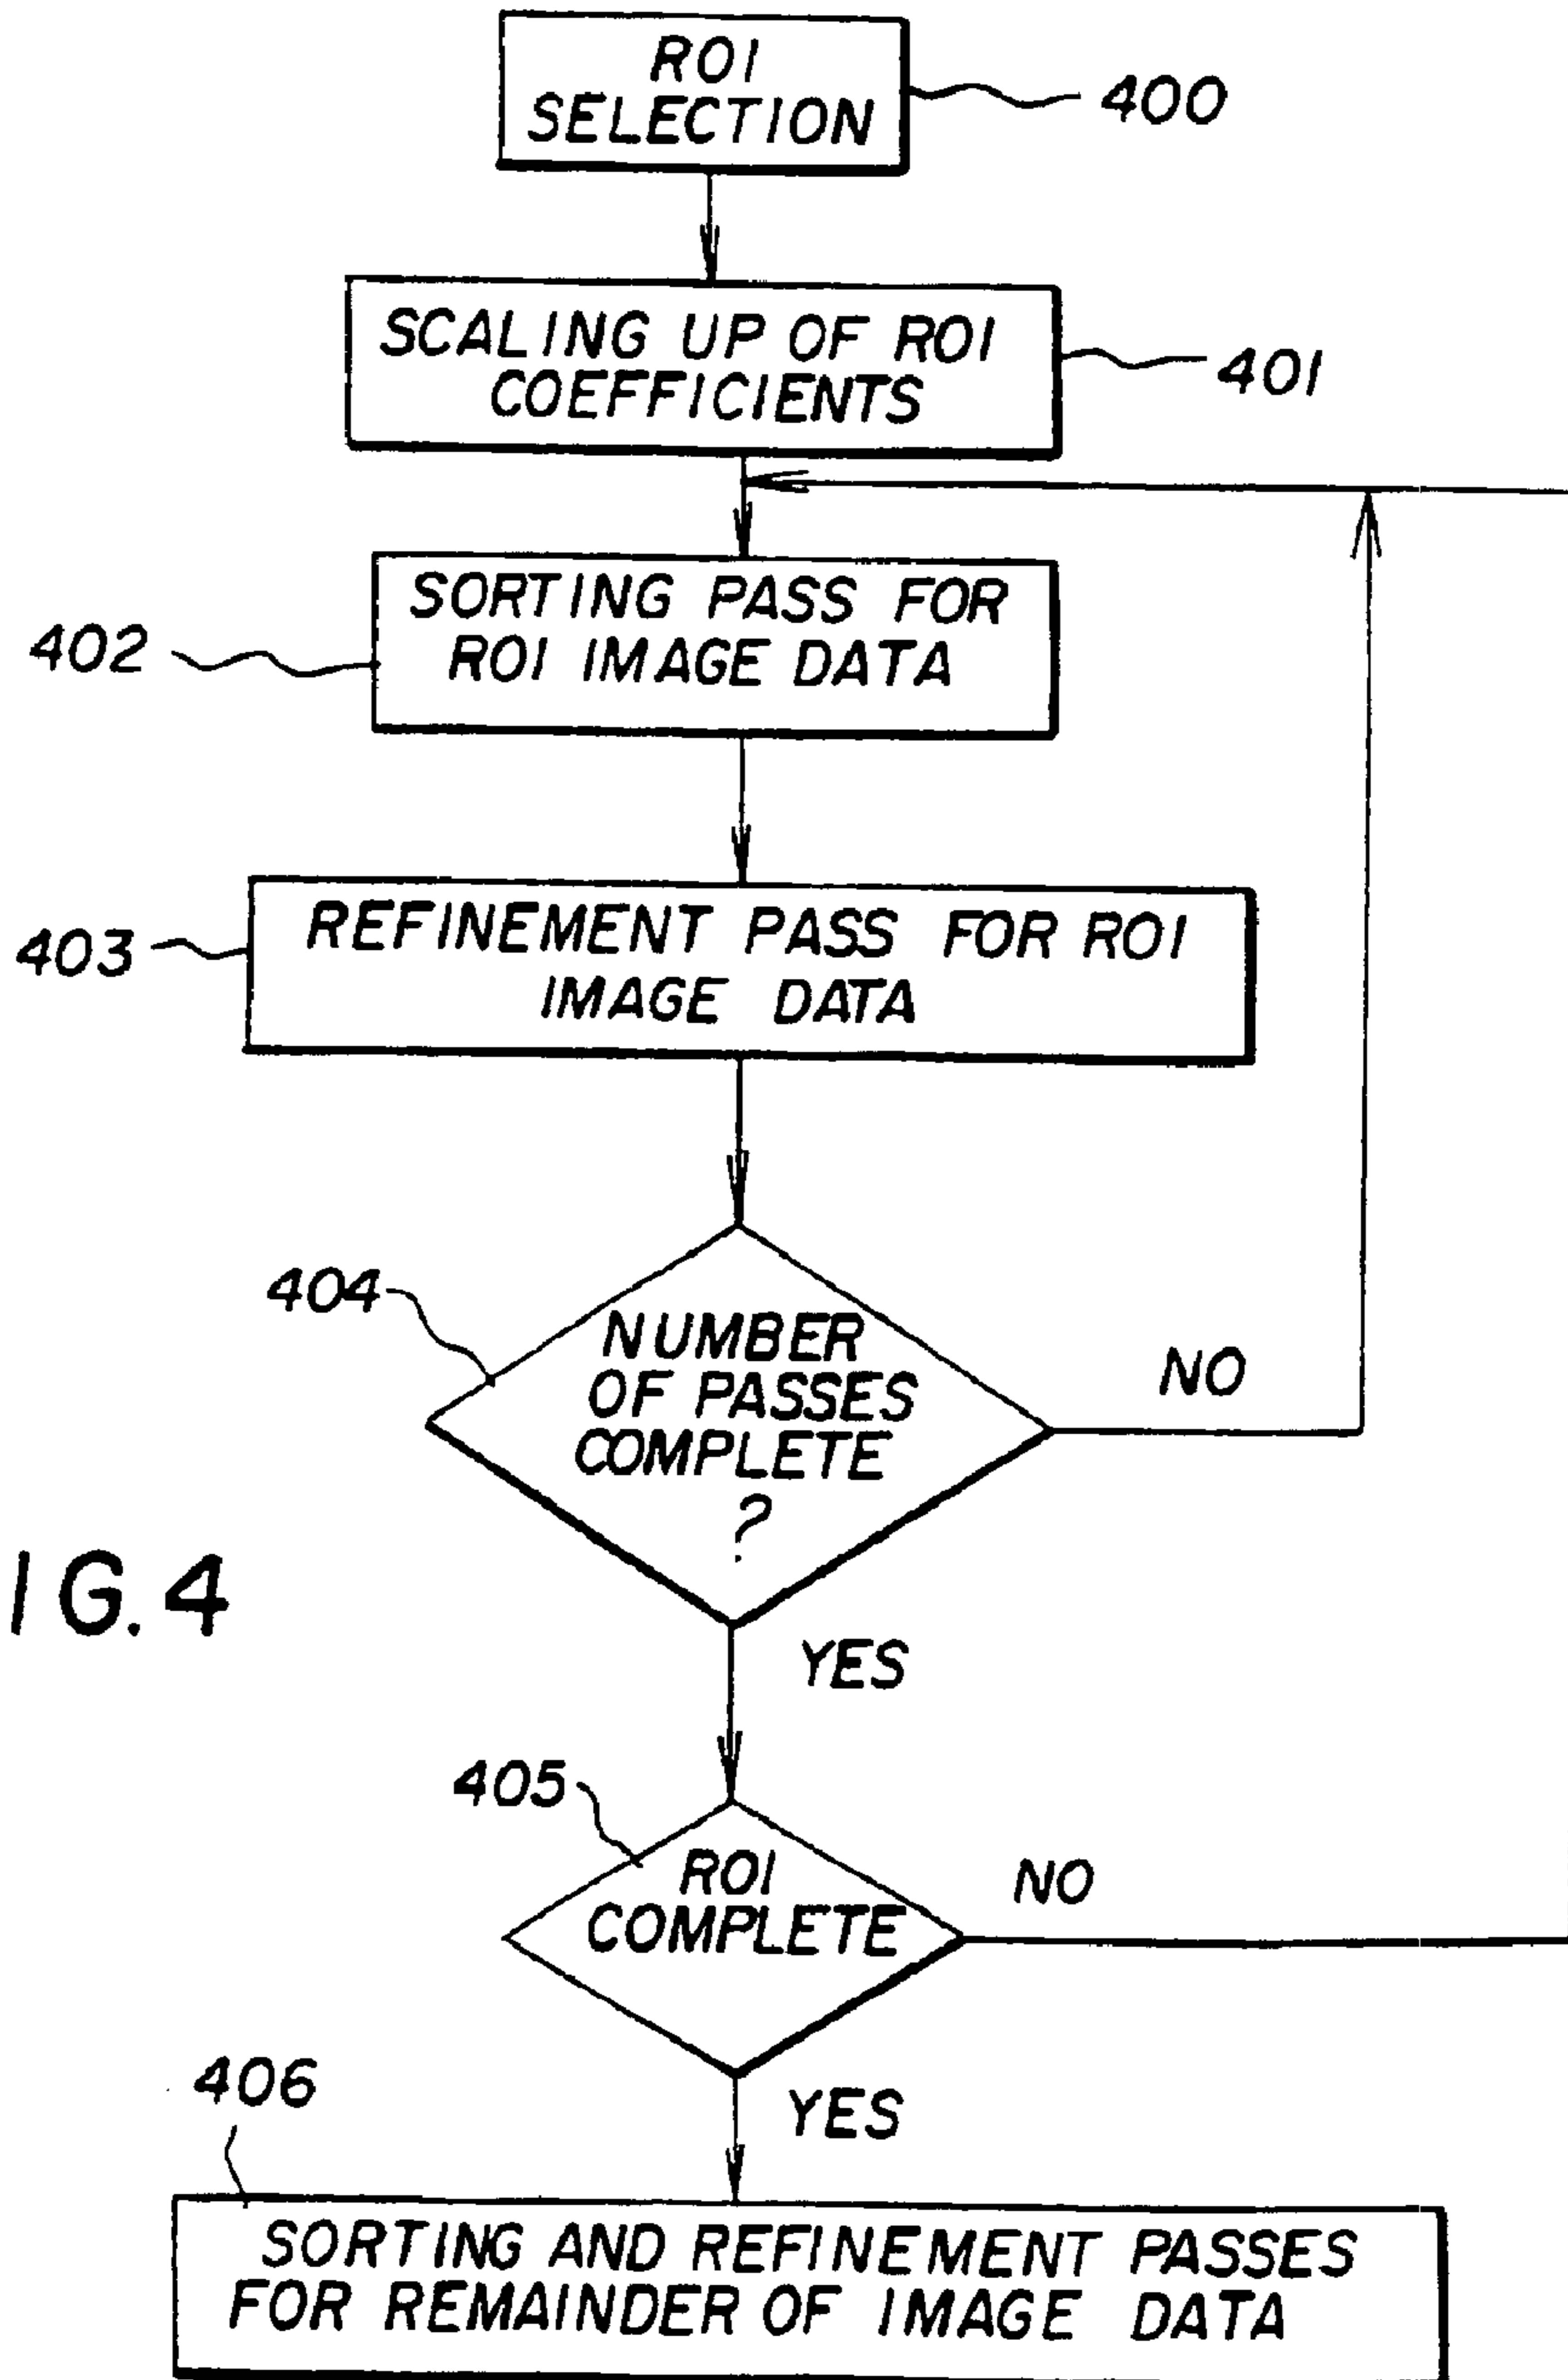 ROI
SELECTION
400
SCALING UP OF ROI
COEFFICIENTS
401
SORTING PASS FOR
ROI IMAGE DATA
402
REFINEMENT PASS FOR ROI
IMAGE DATA
403
404
NUMBER
OF PASSES
COMPLETE
?
NO
IG. 4
YES
405
ROI
COMPLETE
NO
406
YES
SORTING AND REFINEMENT PASSES
FOR REMAINDER OF IMAGE DATA